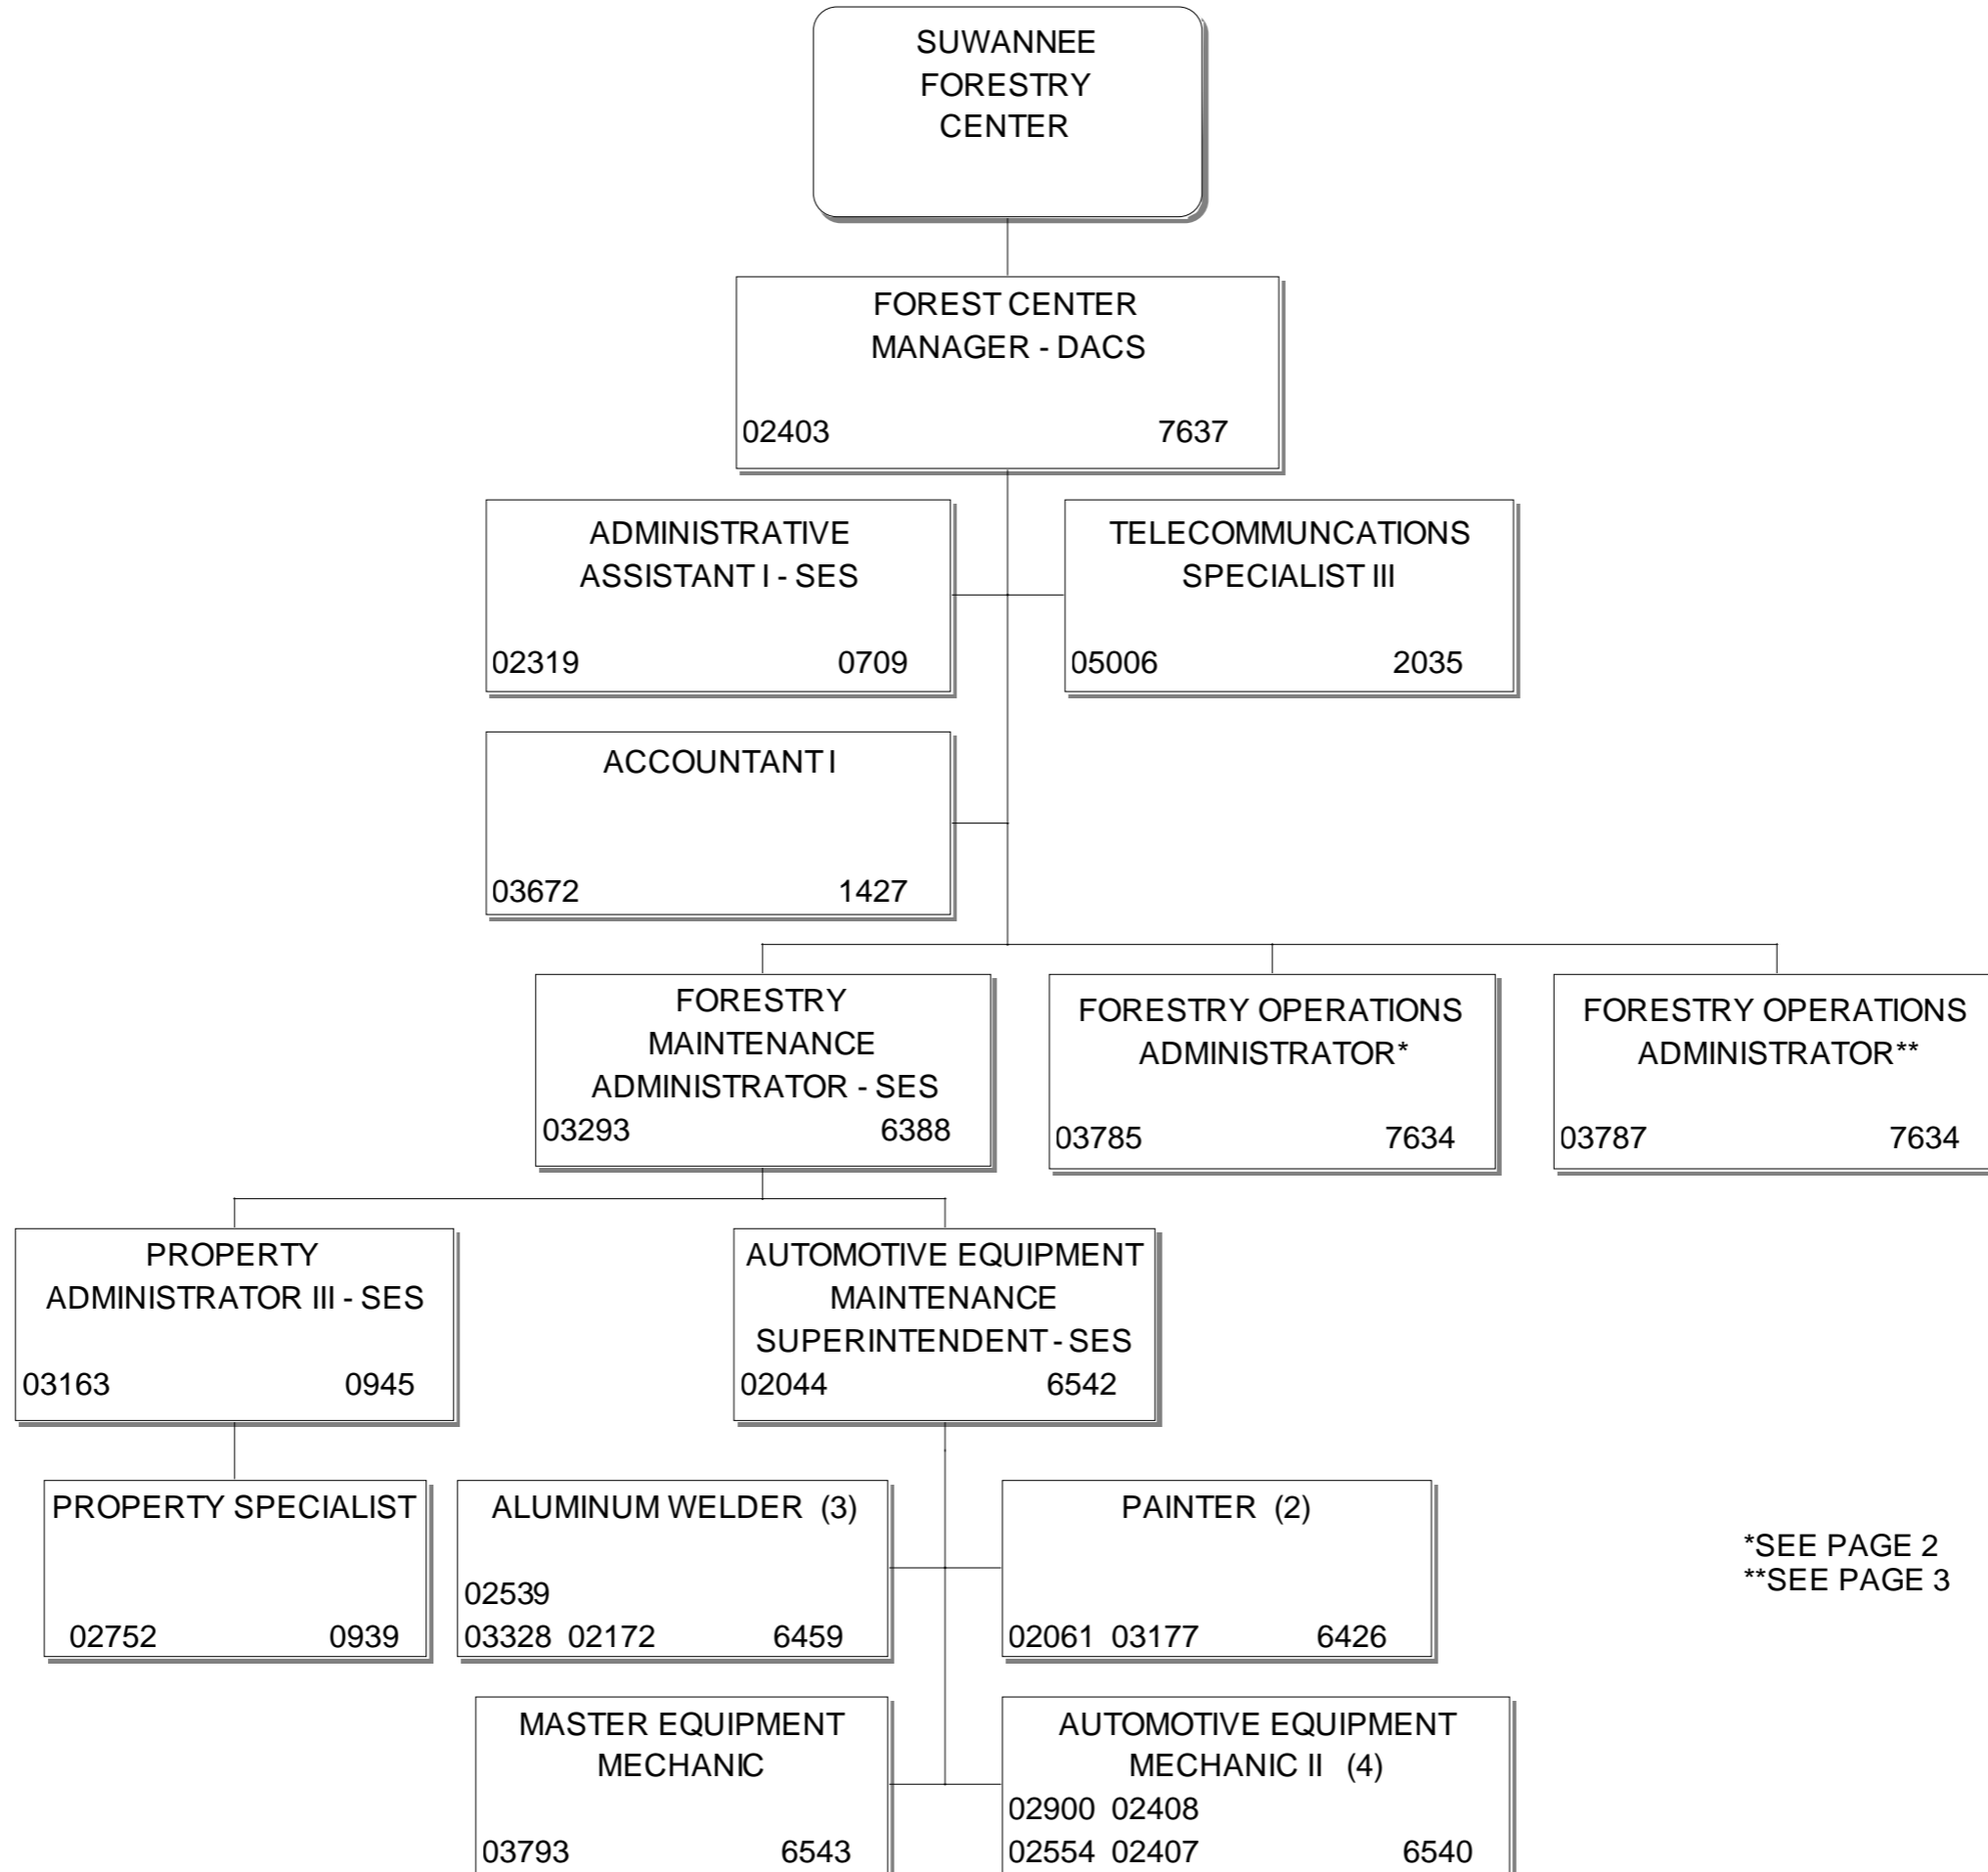 SUWANNEE
FORESTRY
CENTER
FOREST CENTER
MANAGER - DACS
02403 7637
ADMINISTRATIVE
ASSISTANT I - SES
02319 0709
TELECOMMUNCATIONS
SPECIALIST III
05006 2035
ACCOUNTANT I
03672 1427
FORESTRY
MAINTENANCE
ADMINISTRATOR - SES
03293 6388
FORESTRY OPERATIONS
ADMINISTRATOR*
03785 7634
FORESTRY OPERATIONS
ADMINISTRATOR**
03787 7634
PROPERTY
ADMINISTRATOR III - SES
03163 0945
AUTOMOTIVE EQUIPMENT
MAINTENANCE
SUPERINTENDENT - SES
02044 6542
PROPERTY SPECIALIST
02752 0939
ALUMINUM WELDER (3)
02539
03328 02172 6459
PAINTER (2)
02061 03177 6426
*SEE PAGE 2
**SEE PAGE 3
MASTER EQUIPMENT
MECHANIC
03793 6543
AUTOMOTIVE EQUIPMENT
MECHANIC II (4)
02900 02408
02554 02407 6540